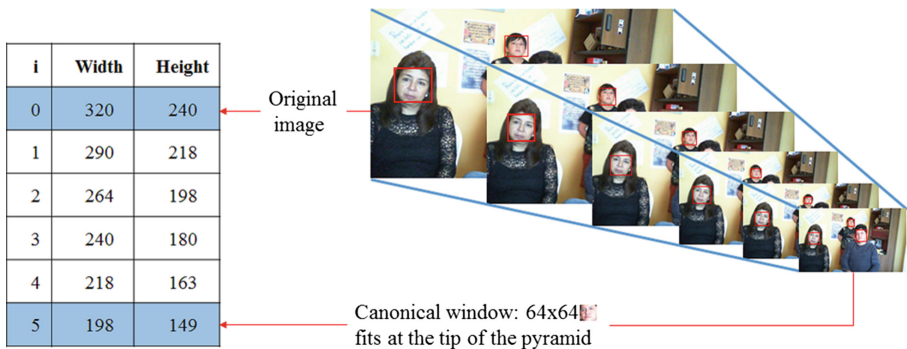 i Width Height
0 320 240
1 290 218
2 264 198
3 240 180
4 218 163
5 198 149
Original
image
Canonical window: 64x64
fits at the tip of the pyramid